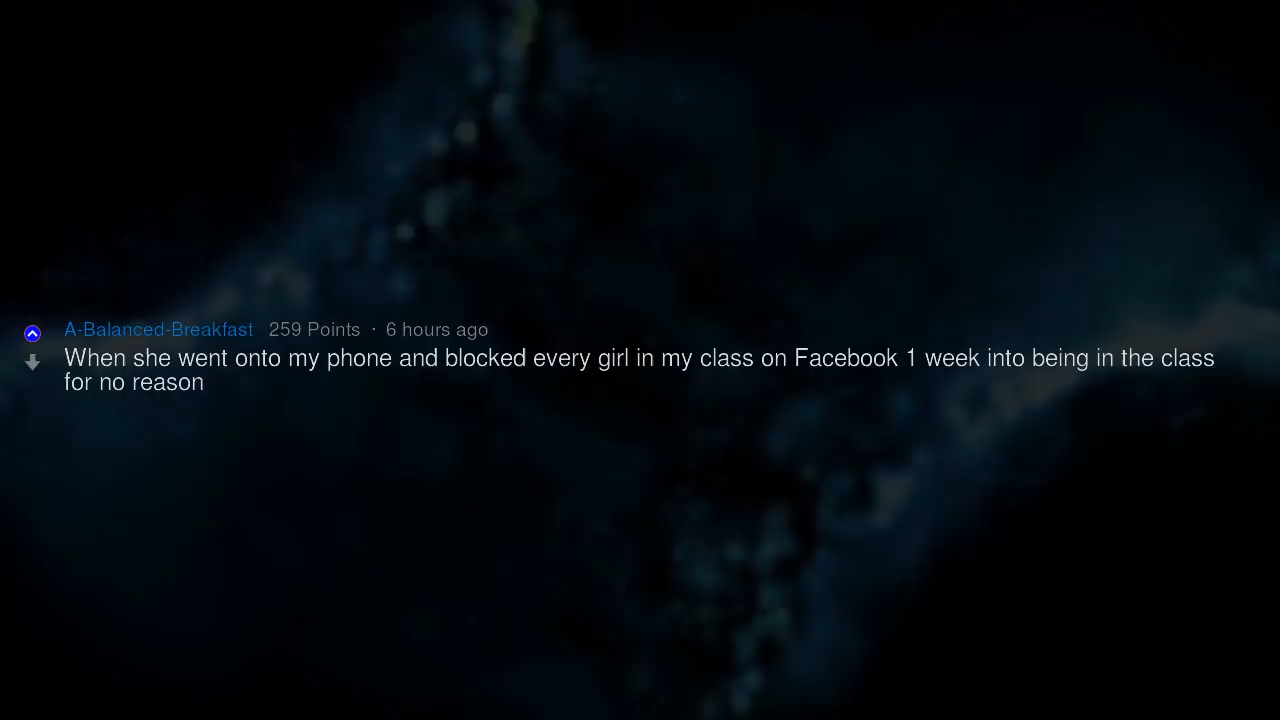 A-Balanced-Breakfast 259 Points · 6 hours ago
When she went onto my phone and blocked every girl in my class on Facebook 1 week into being in the class
for no reason